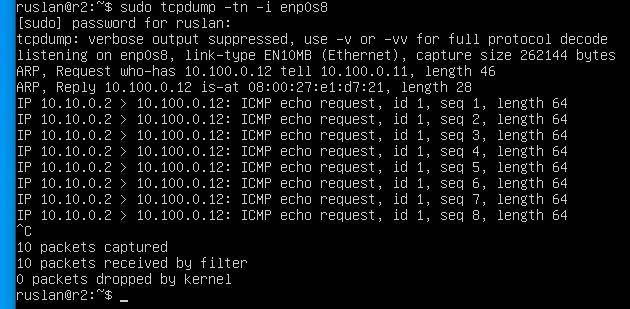 ruslan@r2:~$ sudo tcpdump -tn -i enp0s8
[sudo] password for ruslan:
tcpdump: verbose output suppressed, use -v or -vv for full protocol decode
listening on enp0s8, link-type EN10MB (Ethernet), capture size 262144 bytes
ARP, Request who-has 10.100.0.12 tell 10.100.0.11, length 46
ARP, Reply 10.100.0.12 is-at 08:00:27:e1:d7:21, length 28
IP 10.10.0.2 > 10.100.0.12: ICMP echo request, id 1, seq 1, length 64
IP 10.10.0.2 > 10.100.0.12: ICMP echo request, id 1, seq 2, length 64
IP 10.10.0.2 > 10.100.0.12: ICMP echo request, id 1, seq 3, length 64
IP 10.10.0.2 > 10.100.0.12: ICMP echo request, id 1, seq 4, length 64
IP 10.10.0.2 > 10.100.0.12: ICMP echo request, id 1, seq 5, length 64
IP 10.10.0.2 > 10.100.0.12: ICMP echo request, id 1, seq 6, length 64
IP 10.10.0.2 > 10.100.0.12: ICMP echo request, id 1, seq 7, length 64
IP 10.10.0.2 > 10.100.0.12: ICMP echo request, id 1, seq 8, length 64
^C
10 packets captured
10 packets received by filter
0 packets dropped by kernel
ruslan@r2:~$ _